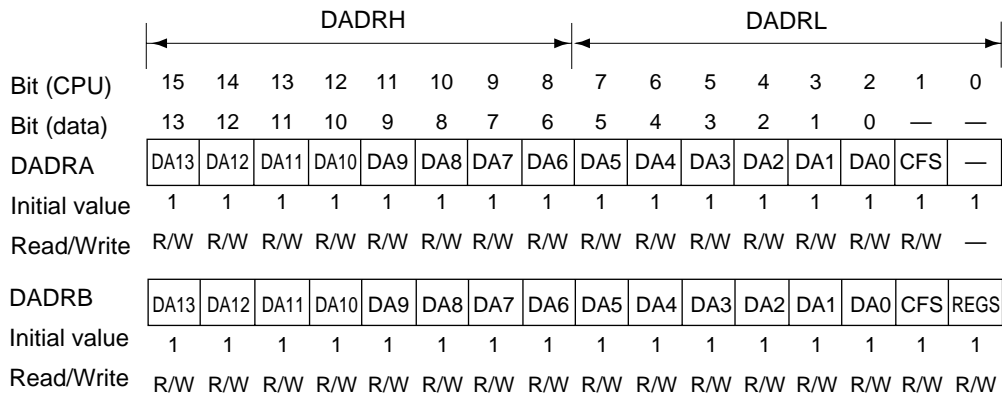 DADRH DADRL
Bit (CPU) 15 14 13 12 11 10 9 8 7 6 5 4 3 2 1 0
Bit (data) 13 12 11 10 9 8 7 6 5 4 3 2 1 0 — —
DADRA DA13 DA12 DA11 DA10 DA9 DA8 DA7 DA6 DA5 DA4 DA3 DA2 DA1 DA0 CFS —
Initial value 1 1 1 1 1 1 1 1 1 1 1 1 1 1 1 1
Read/Write R/W R/W R/W R/W R/W R/W R/W R/W R/W R/W R/W R/W R/W R/W R/W —
DADRB DA13 DA12 DA11 DA10 DA9 DA8 DA7 DA6 DA5 DA4 DA3 DA2 DA1 DA0 CFS REGS
Initial value 1 1 1 1 1 1 1 1 1 1 1 1 1 1 1 1
Read/Write R/W R/W R/W R/W R/W R/W R/W R/W R/W R/W R/W R/W R/W R/W R/W R/W